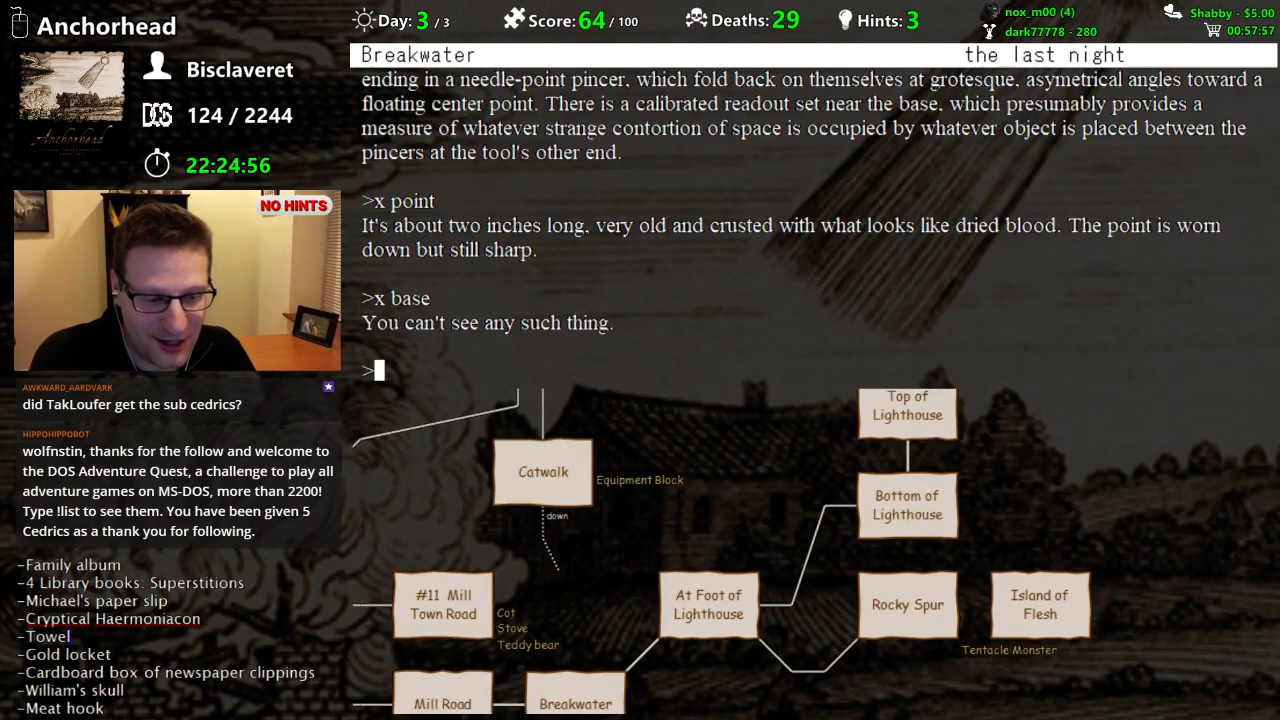 Anchorhead
Day: 3 / 3
Score: 64 / 100
Deaths: 29
Hints: 3
nox_m00 (4)
dark77778 - 280
Shabby - $5.00
00:57:57
Anchorhead
Bisclaveret
DOS 124 / 2244
22:24:56
NO HINTS
Breakwater the last night
ending in a needle-point pincer, which fold back on themselves at grotesque, asymetrical angles toward a
floating center point. There is a calibrated readout set near the base, which presumably provides a
measure of whatever strange contortion of space is occupied by whatever object is placed between the
pincers at the tool's other end.
>x point
It's about two inches long, very old and crusted with what looks like dried blood. The point is worn
down but still sharp.
>x base
You can't see any such thing.
>
AWKWARD_AARDVARK
did TakLoufer get the sub cedrics?
HIPPOHIPPOBOT
wolfnstin, thanks for the follow and welcome to
the DOS Adventure Quest, a challenge to play all
adventure games on MS-DOS, more than 2200!
Type !list to see them. You have been given 5
Cedrics as a thank you for following.
-Family album
-4 Library books: Superstitions
-Michael's paper slip
-Cryptical Haermoniacon
-Towel
-Gold locket
-Cardboard box of newspaper clippings
-William's skull
-Meat hook
Top of
Lighthouse
Catwalk
Equipment Block
down
Bottom of
Lighthouse
#11 Mill
Town Road
Cot
Stove
Teddy bear
At Foot of
Lighthouse
Rocky Spur
Island of
Flesh
Tentacle Monster
Mill Road
Breakwater